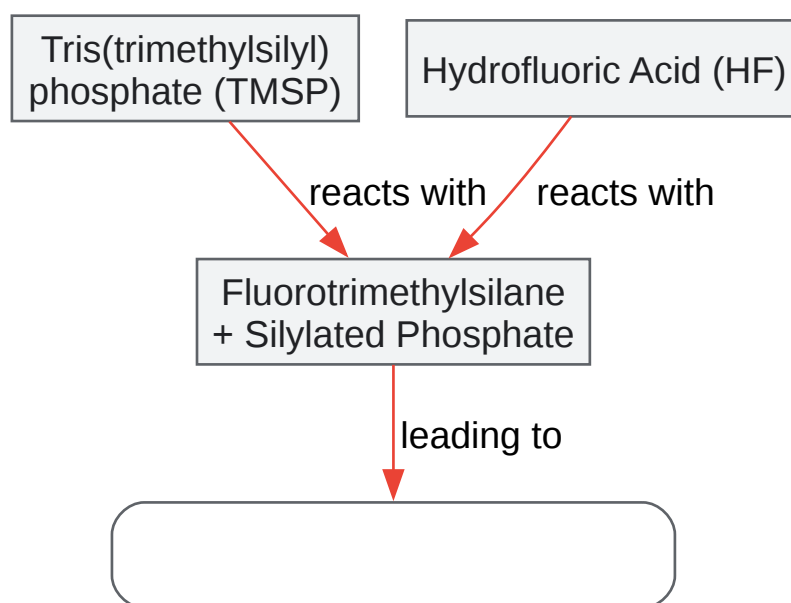 Tris(trimethylsilyl)
phosphate (TMSP)
Hydrofluoric Acid (HF)
reacts with
reacts with
Fluorotrimethylsilane
+ Silylated Phosphate
leading to